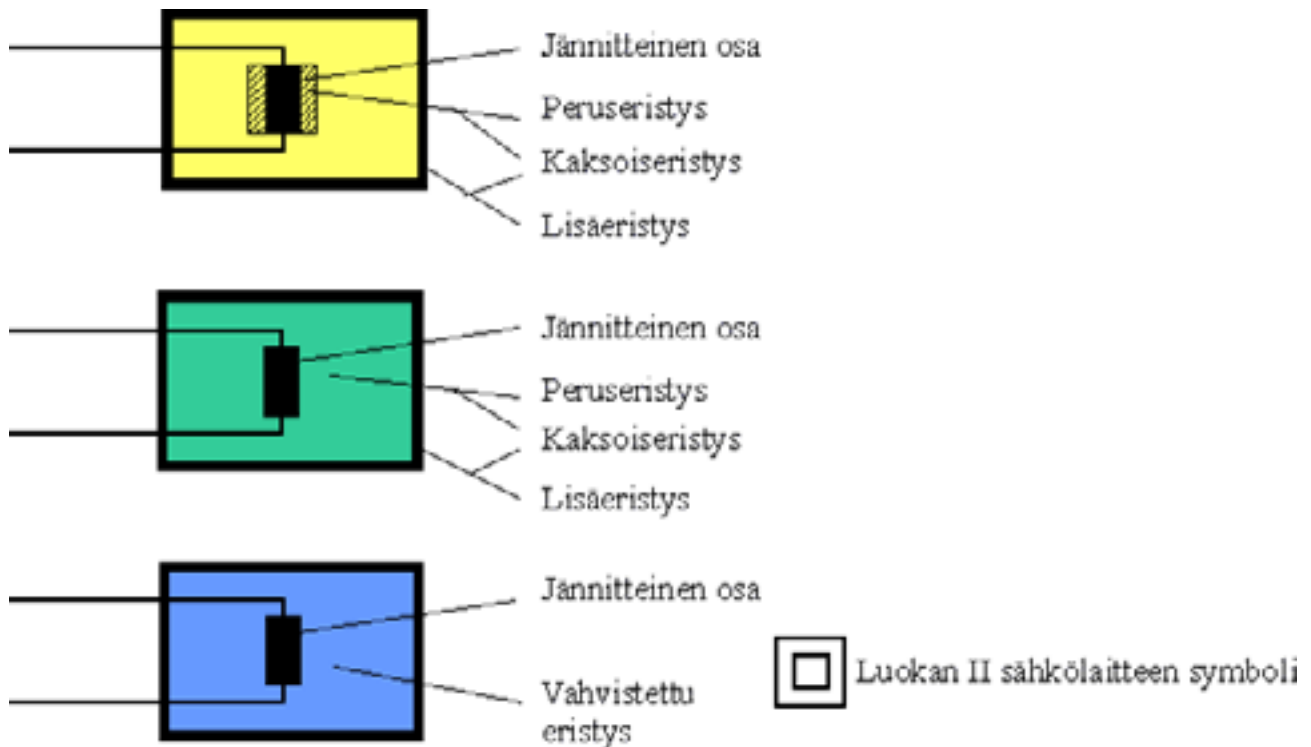 Jännitteinen osa
Peruseristys
Kaksoiseristys
Lisäeristys
Jännitteinen osa
Peruseristys
Kaksoiseristys
Lisäeristys
Jännitteinen osa
Vahvistettu
eristys
Luokan II sähkölaitteen symboli